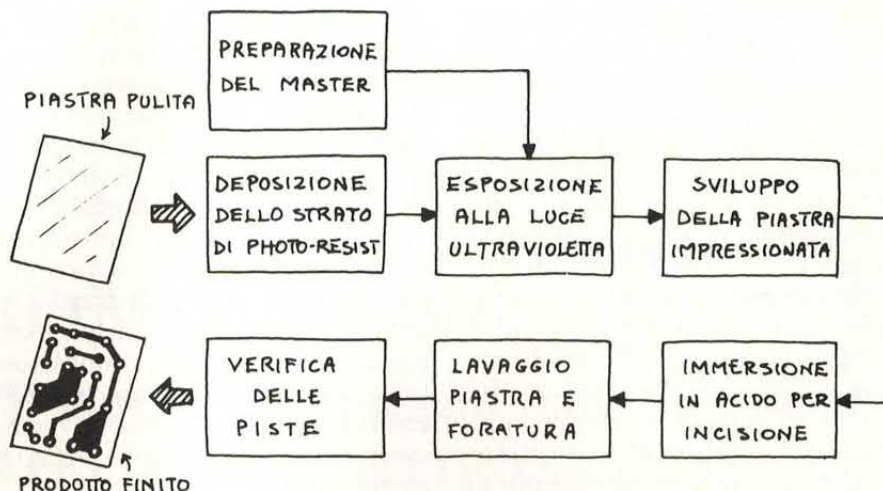 PREPARAZIONE
DEL MASTER
PIASTRA PULITA
DEPOSIZIONE
DELLO STRATO
DI PHOTO-RESIST
ESPOSIZIONE
ALLA LUCE
ULTRAVIOLETTA
SVILUPPO
DELLA PIASTRA
IMPRESSIONATA
VERIFICA
DELLE
PISTE
LAVAGGIO
PIASTRA E
FORATURA
IMMERSIONE
IN ACIDO PER
INCISIONE
PRODOTTO FINITO